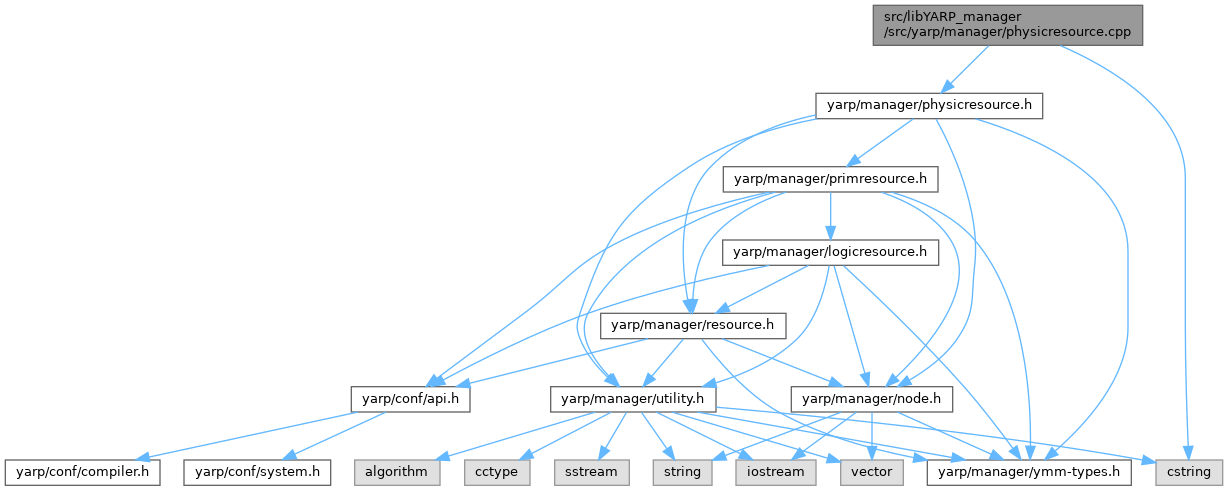 src/libYARP_manager
/src/yarp/manager/physicresource.cpp
yarp/manager/physicresource.h
yarp/manager/primresource.h
yarp/manager/logicresource.h
yarp/manager/resource.h
yarp/conf/api.h
yarp/manager/utility.h
yarp/manager/node.h
yarp/conf/compiler.h
yarp/conf/system.h
algorithm
cctype
sstream
string
iostream
vector
yarp/manager/ymm-types.h
cstring